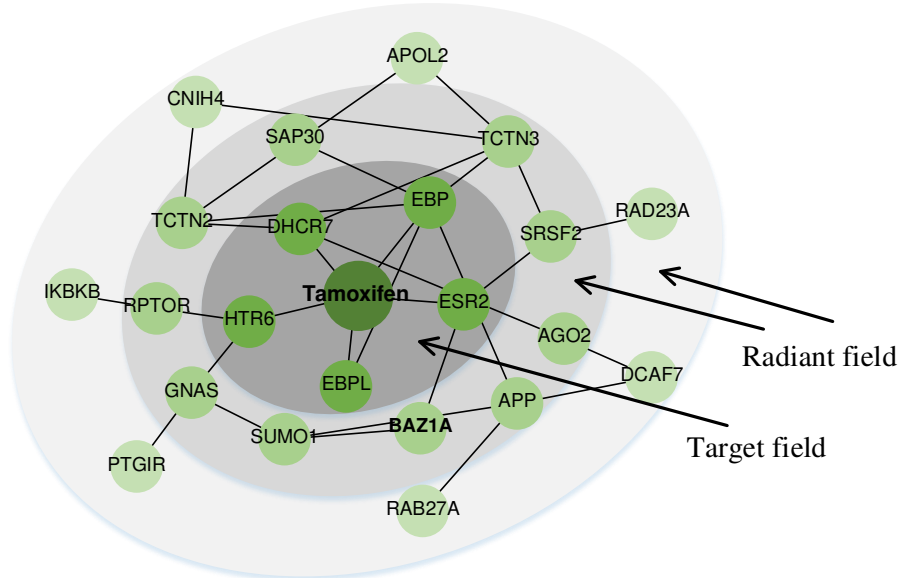 APOL2
CNIH4
SAP30
TCTN3
EBP
TCTN2
DHCR7
SRSF2
RAD23A
Tamoxifen
IKBKB
RPTOR
HTR6
ESR2
AGO2
Radiant field
EBPL
DCAF7
GNAS
APP
SUMO1
BAZ1A
Target field
PTGIR
RAB27A